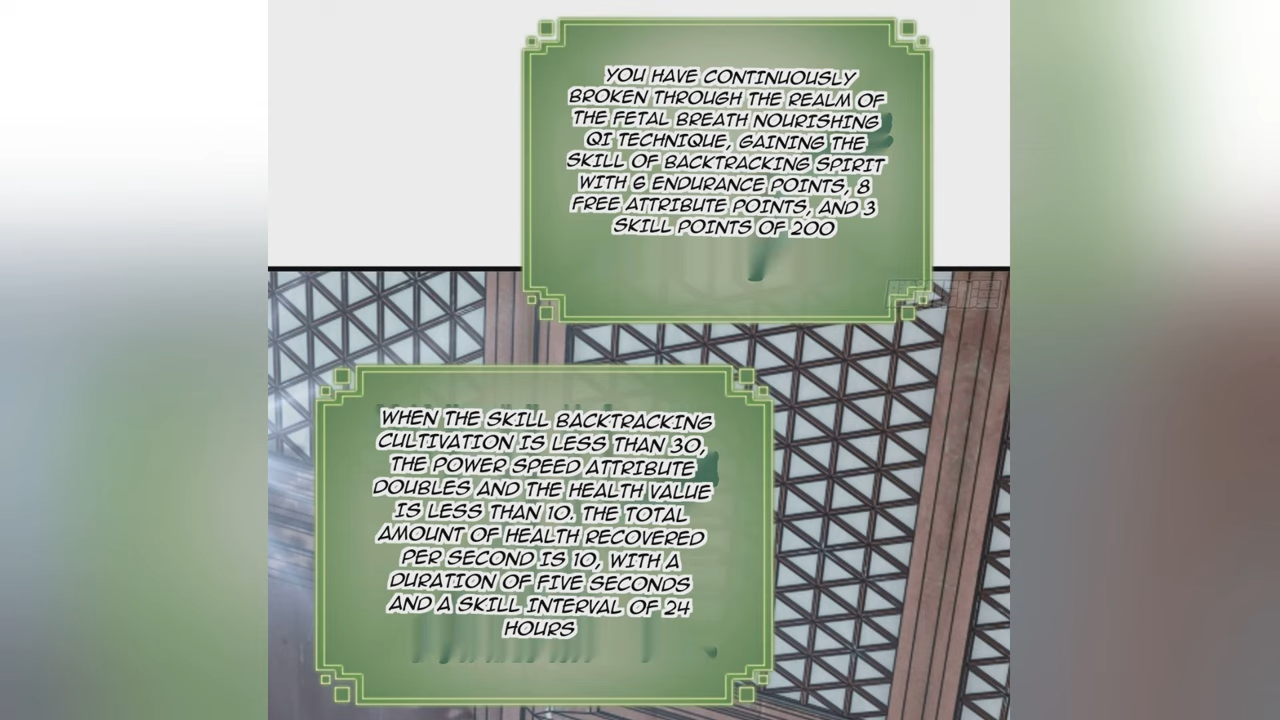 YOU HAVE CONTINUOUSLY
BROKEN THROUGH THE REALM OF
THE FETAL BREATH NOURISHING
QI TECHNIQUE, GAINING THE
SKILL OF BACKTRACKING SPIRIT
WITH 6 ENDURANCE POINTS, 8
FREE ATTRIBUTE POINTS, AND 3
SKILL POINTS OF 200
WHEN THE SKILL BACKTRACKING
CULTIVATION IS LESS THAN 30,
THE POWER SPEED ATTRIBUTE
DOUBLES AND THE HEALTH VALUE
IS LESS THAN 10. THE TOTAL
AMOUNT OF HEALTH RECOVERED
PER SECOND IS 10, WITH A
DURATION OF FIVE SECONDS
AND A SKILL INTERVAL OF 24
HOURS